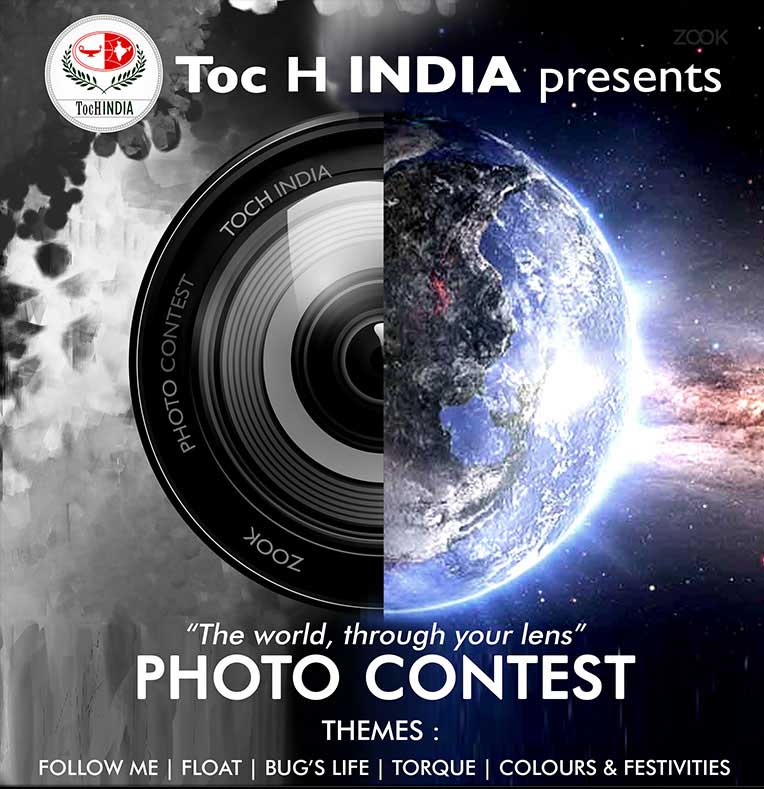 ZOOK
Toc H INDIA presents
TocHINDIA
TOCH INDIA
PHOTO CONTEST
ZOOK
“The world, through your lens”
PHOTO CONTEST
THEMES :
FOLLOW ME | FLOAT | BUG'S LIFE | TORQUE | COLOURS & FESTIVITIES